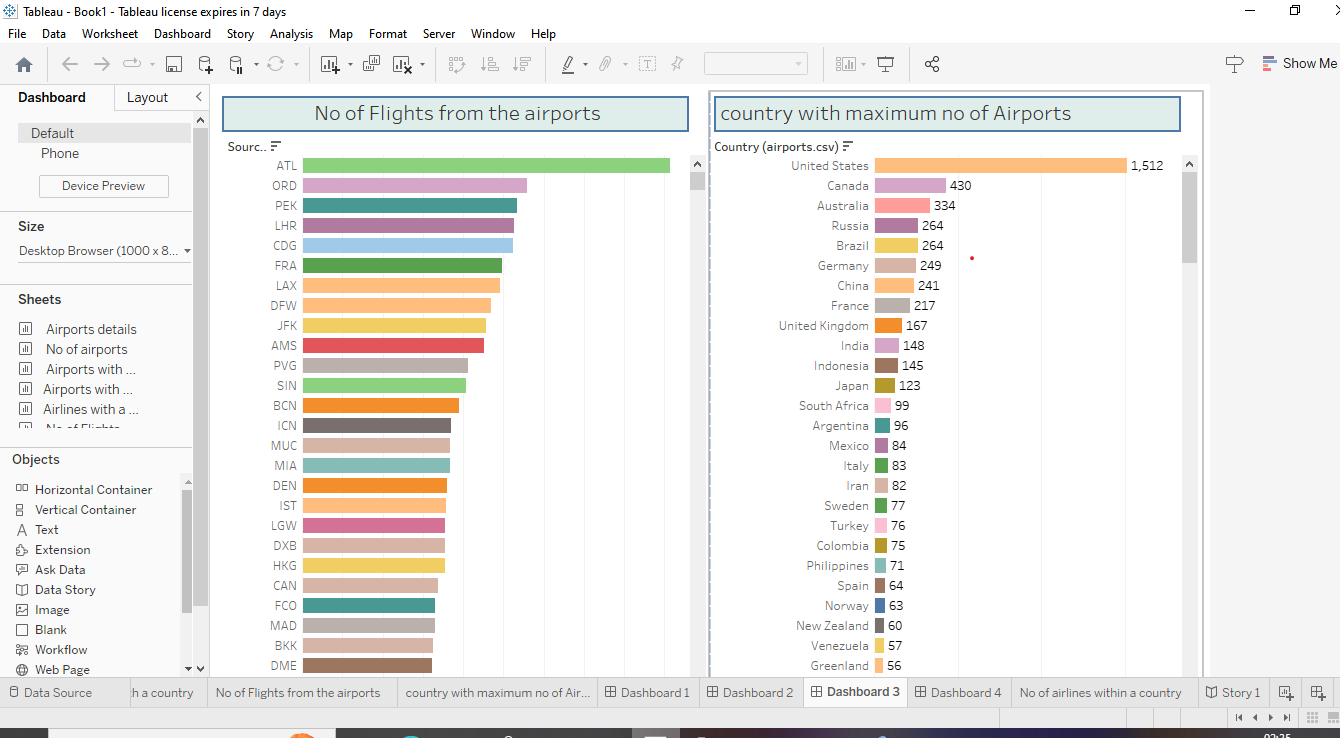 Tableau - Book1 - Tableau license expires in 7 days
File Data Worksheet Dashboard Story Analysis Map Format Server Window Help
Show Me
Dashboard Layout
Default
Phone
Device Preview
Size
Desktop Browser (1000 x 8...
Sheets
Airports details
No of airports
Airports with ...
Airports with ...
Airlines with a ...
No of Flights
Objects
Horizontal Container
Vertical Container
Text
Extension
Ask Data
Data Story
Image
Blank
Workflow
Web Page
No of Flights from the airports
Sourc..
ATL
ORD
PEK
LHR
CDG
FRA
LAX
DFW
JFK
AMS
PVG
SIN
BCN
ICN
MUC
MIA
DEN
IST
LGW
DXB
HKG
CAN
FCO
MAD
BKK
DME
country with maximum no of Airports
Country (airports.csv)
United States 1,512
Canada 430
Australia 334
Russia 264
Brazil 264
Germany 249
China 241
France 217
United Kingdom 167
India 148
Indonesia 145
Japan 123
South Africa 99
Argentina 96
Mexico 84
Italy 83
Iran 82
Sweden 77
Turkey 76
Colombia 75
Philippines 71
Spain 64
Norway 63
New Zealand 60
Venezuela 57
Greenland 56
Data Source h a country No of Flights from the airports country with maximum no of Air... Dashboard 1 Dashboard 2 Dashboard 3 Dashboard 4 No of airlines within a country Story 1